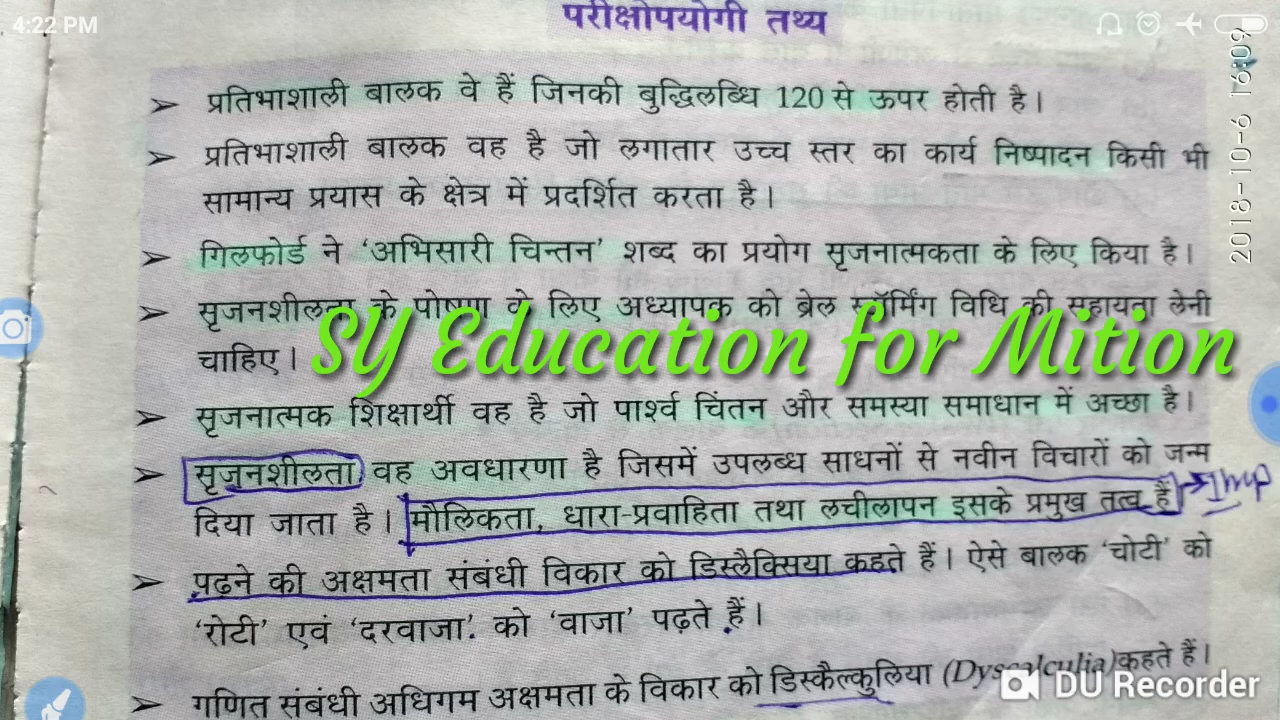 4:22 PM
परीक्षोपयोगी तथ्य
2018-10-6 16:09
➢ प्रतिभाशाली बालक वे हैं जिनकी बुद्धिलब्धि 120 से ऊपर होती है।
➢ प्रतिभाशाली बालक वह है जो लगातार उच्च स्तर का कार्य निष्पादन किसी भी
सामान्य प्रयास के क्षेत्र में प्रदर्शित करता है।
➢ गिलफोर्ड ने 'अभिसारी चिन्तन' शब्द का प्रयोग सृजनात्मकता के लिए किया है।
➢ सृजनशीलता के पोषण के लिए अध्यापक को ब्रेल स्टॉर्मिंग विधि की सहायता लेनी
चाहिए।
SY Education for Mition
➢ सृजनात्मक शिक्षार्थी वह है जो पार्श्व चिंतन और समस्या समाधान में अच्छा है।
➢ सृजनशीलता वह अवधारणा है जिसमें उपलब्ध साधनों से नवीन विचारों को जन्म
दिया जाता है। मौलिकता, धारा-प्रवाहिता तथा लचीलापन इसके प्रमुख तत्व हैं → Imp
➢ पढ़ने की अक्षमता संबंधी विकार को डिस्लैक्सिया कहते हैं। ऐसे बालक 'चोटी' को
'रोटी' एवं 'दरवाजा'. को 'वाजा' पढ़ते हैं।
➢ गणित संबंधी अधिगम अक्षमता के विकार को डिस्कैल्कुलिया (Dyscalculia) कहते हैं।
DU Recorder